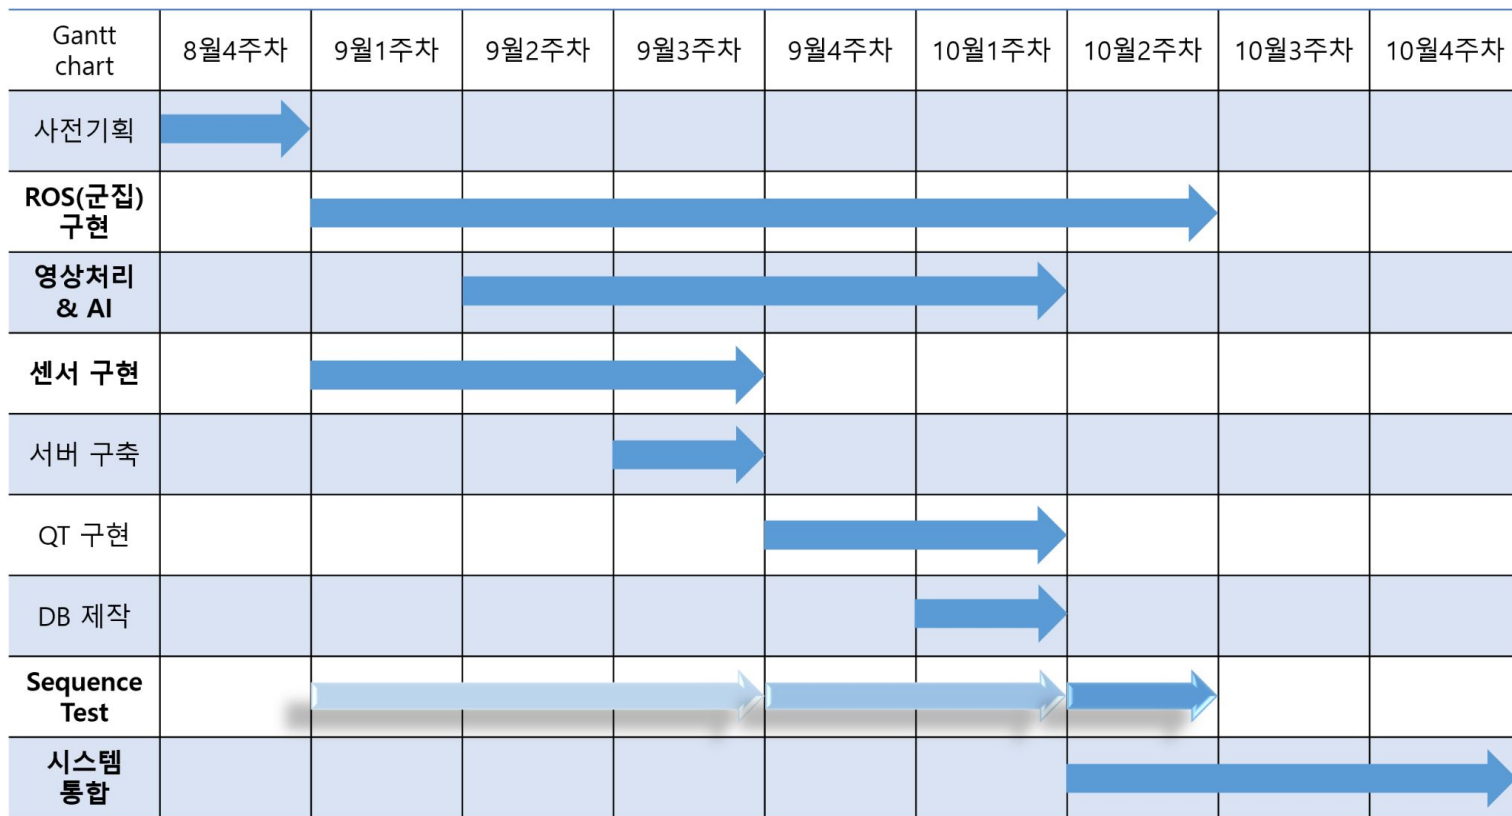 Gantt
chart
8월4주차
9월1주차
9월2주차
9월3주차
9월4주차
10월1주차
10월2주차
10월3주차
10월4주차
사전기획
ROS(군집)
구현
영상처리
& AI
센서 구현
서버 구축
QT 구현
DB 제작
Sequence
Test
시스템
통합